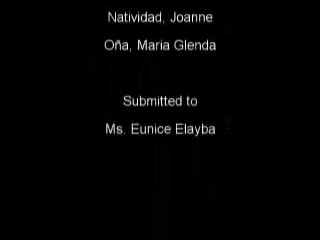 Natividad, Joanne
Oña, Maria Glenda
Submitted to
Ms. Eunice Elayba